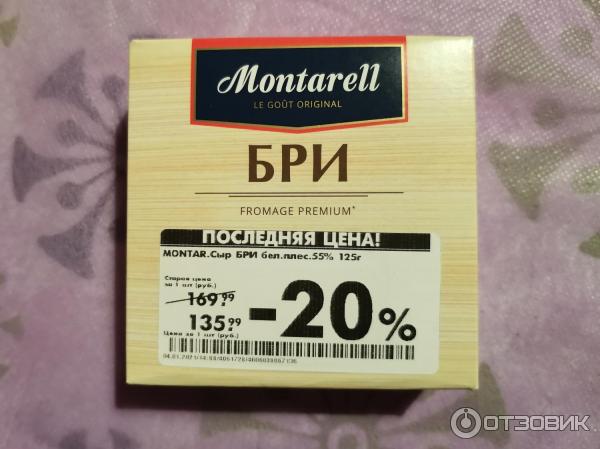 Montarell
LE GOÛT ORIGINAL
БРИ
FROMAGE PREMIUM*
ПОСЛЕДНЯЯ ЦЕНА!
MONTAR.Сыр БРИ бел.плес.55% 125г
Старая цена
за 1 шт (руб.)
169.99
-20%
135.99
Цена за 1 шт (руб.)
ОТЗОВИК